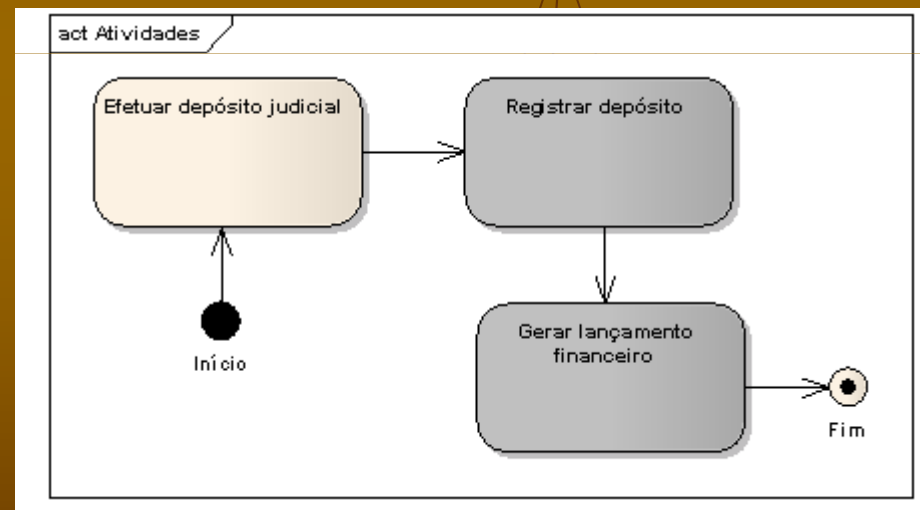 act Atividades
Efetuar depósito judicial
Registrar depósito
Início
Gerar lançamento
financeiro
Fim